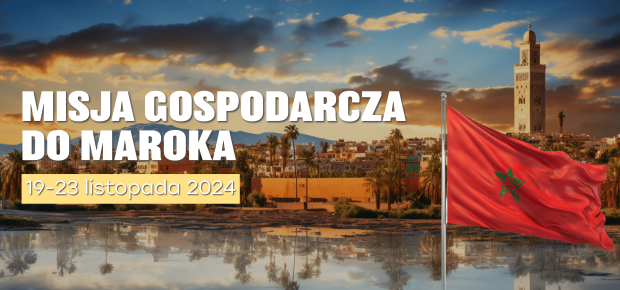 MISJA GOSPODARCZA
DO MAROKA
19-23 listopada 2024